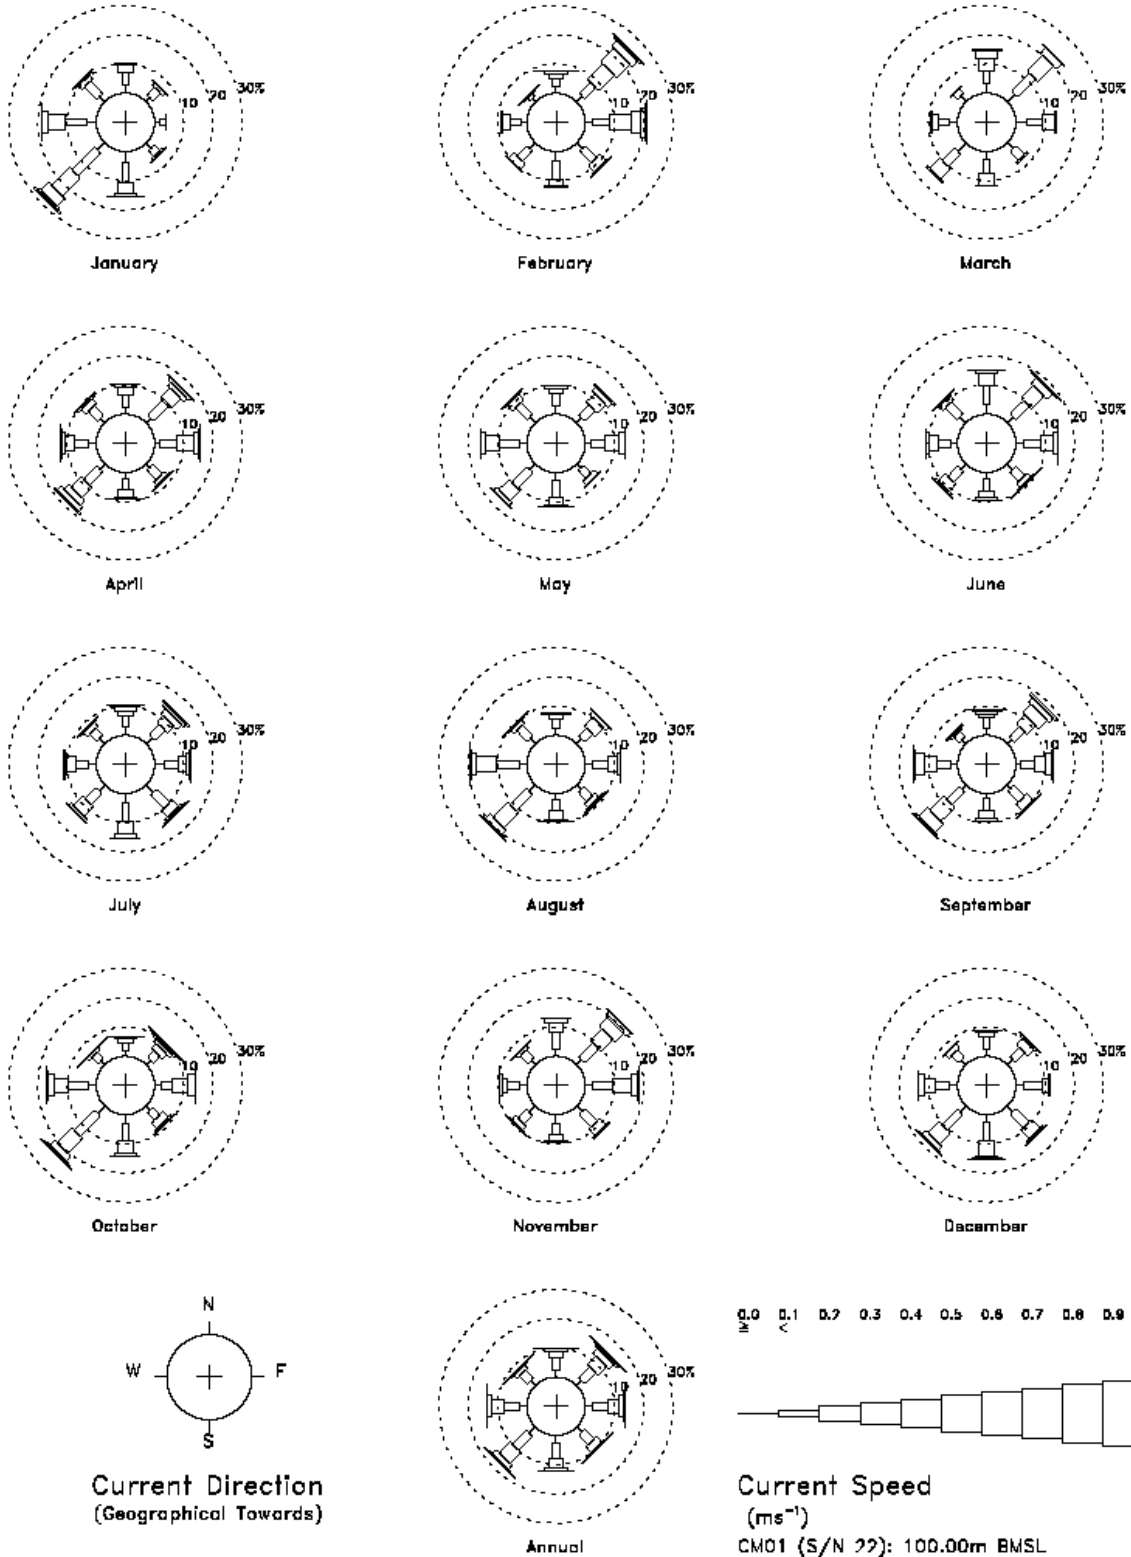 10 20 30% 10 20 30% 10 20 30%
January February March
10 20 30% 10 20 30% 10 20 30%
April May June
10 20 30% 10 20 30% 10 20 30%
July August September
10 20 30% 10 20 30% 10 20 30%
October November December
N
W E
S
Current Direction
(Geographical Towards)
10 20 30%
Annual
0.0 0.1 0.2 0.3 0.4 0.5 0.6 0.7 0.8 0.9
≥ <
Current Speed
(ms⁻¹)
CM01 (S/N 22): 100.00m BMSL